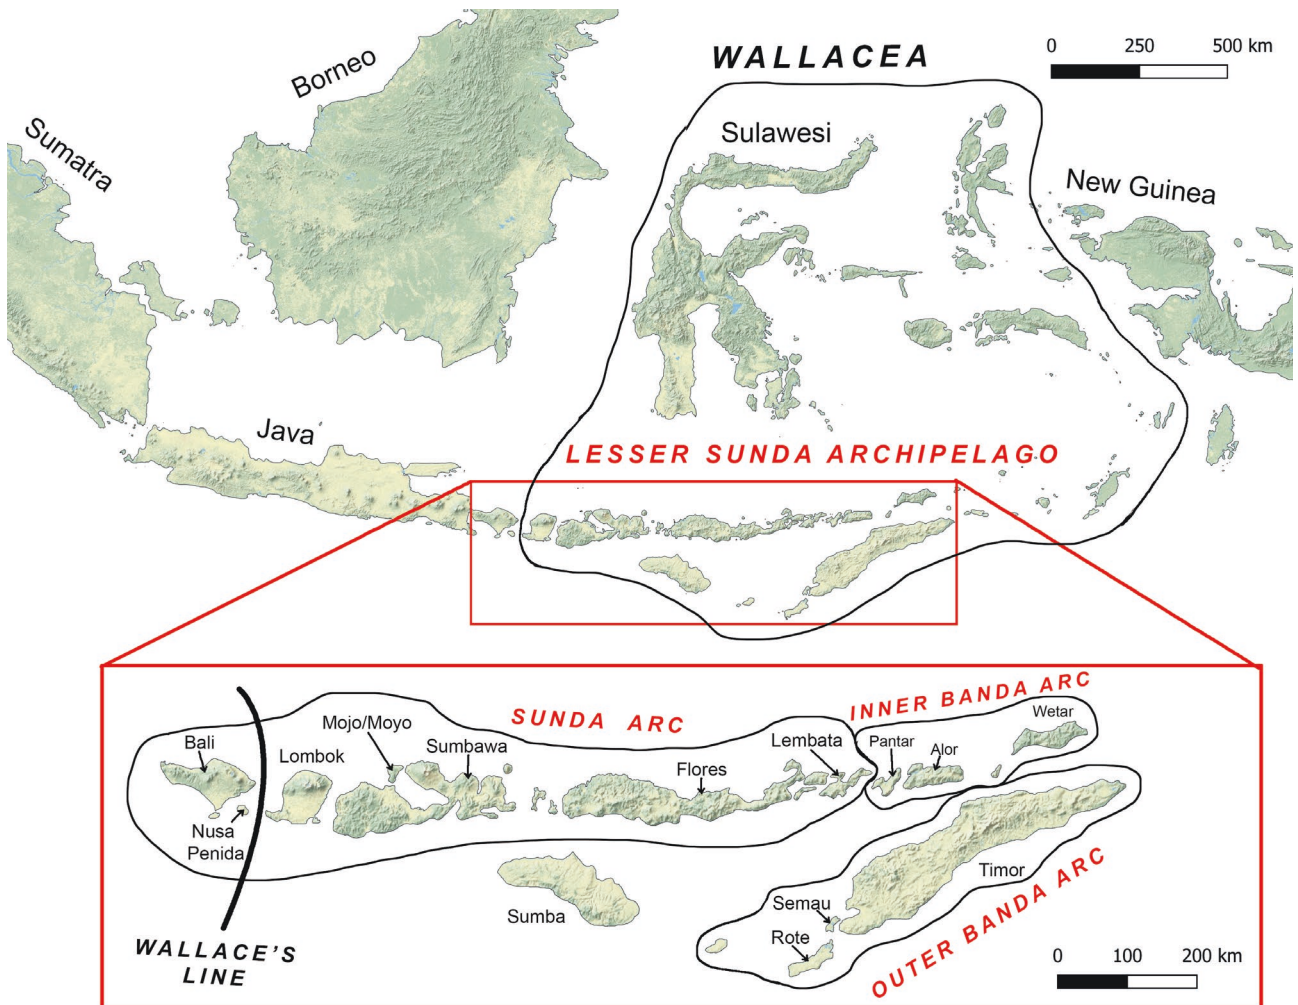 WALLACEA
0 250 500 km
Borneo
Sumatra
Sulawesi
New Guinea
Java
LESSER SUNDA ARCHIPELAGO
SUNDA ARC
INNER BANDA ARC
Mojo/Moyo
Wetar
Bali
Lombok
Sumbawa
Lembata
Pantar
Alor
Flores
Nusa
Penida
Timor
Sumba
Semau
Rote
OUTER BANDA ARC
WALLACE'S
LINE
0 100 200 km